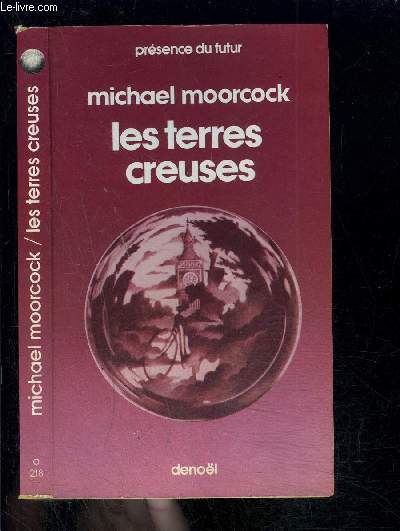 Le-livre.com
présence du futur
michael moorcock
les terres
creuses
denoël
michael moorcock / les terres creuses
218